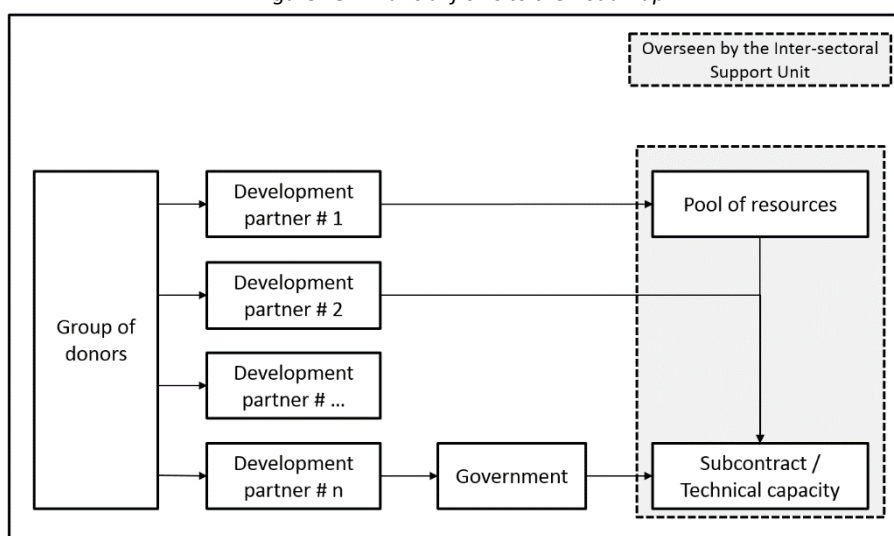 Overseen by the Inter-sectoral
Support Unit
Group of
donors
Development
partner # 1
Development
partner # 2
Development
partner # ...
Development
partner # n
Government
Pool of resources
Subcontract /
Technical capacity